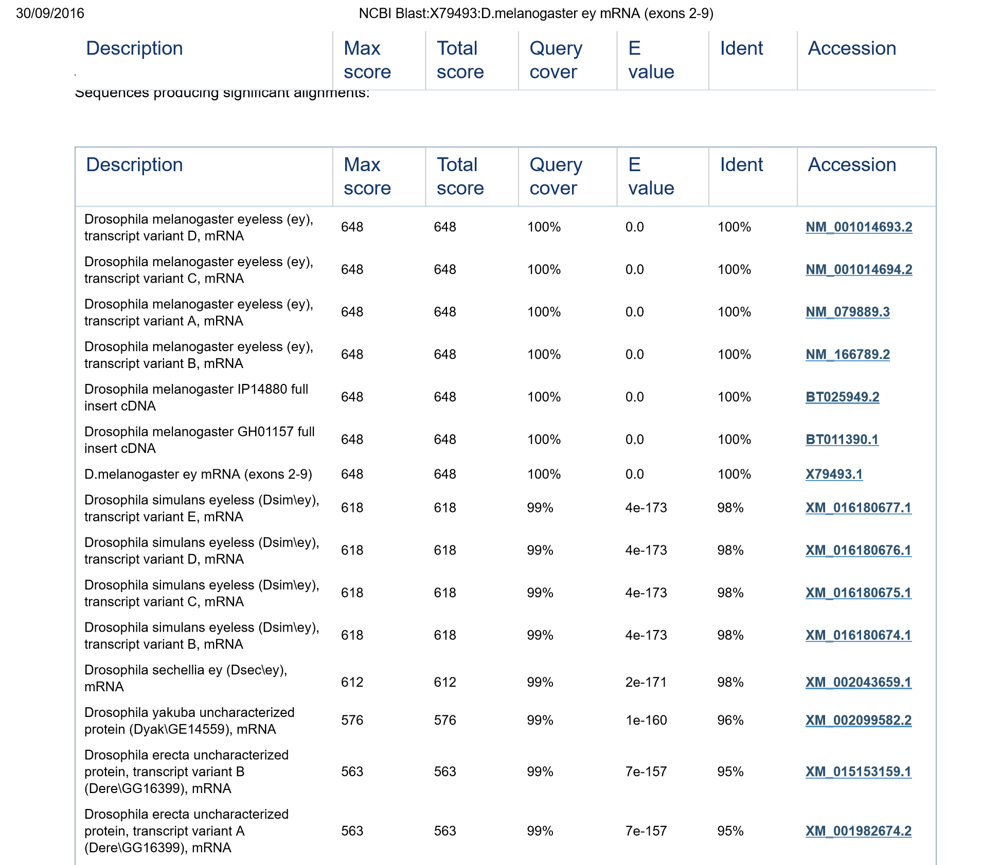 30/09/2016 NCBI Blast:X79493:D.melanogaster ey mRNA (exons 2-9)
Description Max score Total score Query cover E value Ident Accession
Sequences producing significant alignments:
Description Max score Total score Query cover E value Ident Accession
Drosophila melanogaster eyeless (ey),
transcript variant D, mRNA 648 648 100% 0.0 100% NM_001014693.2
Drosophila melanogaster eyeless (ey),
transcript variant C, mRNA 648 648 100% 0.0 100% NM_001014694.2
Drosophila melanogaster eyeless (ey),
transcript variant A, mRNA 648 648 100% 0.0 100% NM_079889.3
Drosophila melanogaster eyeless (ey),
transcript variant B, mRNA 648 648 100% 0.0 100% NM_166789.2
Drosophila melanogaster IP14880 full
insert cDNA 648 648 100% 0.0 100% BT025949.2
Drosophila melanogaster GH01157 full
insert cDNA 648 648 100% 0.0 100% BT011390.1
D.melanogaster ey mRNA (exons 2-9) 648 648 100% 0.0 100% X79493.1
Drosophila simulans eyeless (Dsim\ey),
transcript variant E, mRNA 618 618 99% 4e-173 98% XM_016180677.1
Drosophila simulans eyeless (Dsim\ey),
transcript variant D, mRNA 618 618 99% 4e-173 98% XM_016180676.1
Drosophila simulans eyeless (Dsim\ey),
transcript variant C, mRNA 618 618 99% 4e-173 98% XM_016180675.1
Drosophila simulans eyeless (Dsim\ey),
transcript variant B, mRNA 618 618 99% 4e-173 98% XM_016180674.1
Drosophila sechellia ey (Dsec\ey),
mRNA 612 612 99% 2e-171 98% XM_002043659.1
Drosophila yakuba uncharacterized
protein (Dyak\GE14559), mRNA 576 576 99% 1e-160 96% XM_002099582.2
Drosophila erecta uncharacterized
protein, transcript variant B 563 563 99% 7e-157 95% XM_015153159.1
(Dere\GG16399), mRNA
Drosophila erecta uncharacterized
protein, transcript variant A 563 563 99% 7e-157 95% XM_001982674.2
(Dere\GG16399), mRNA